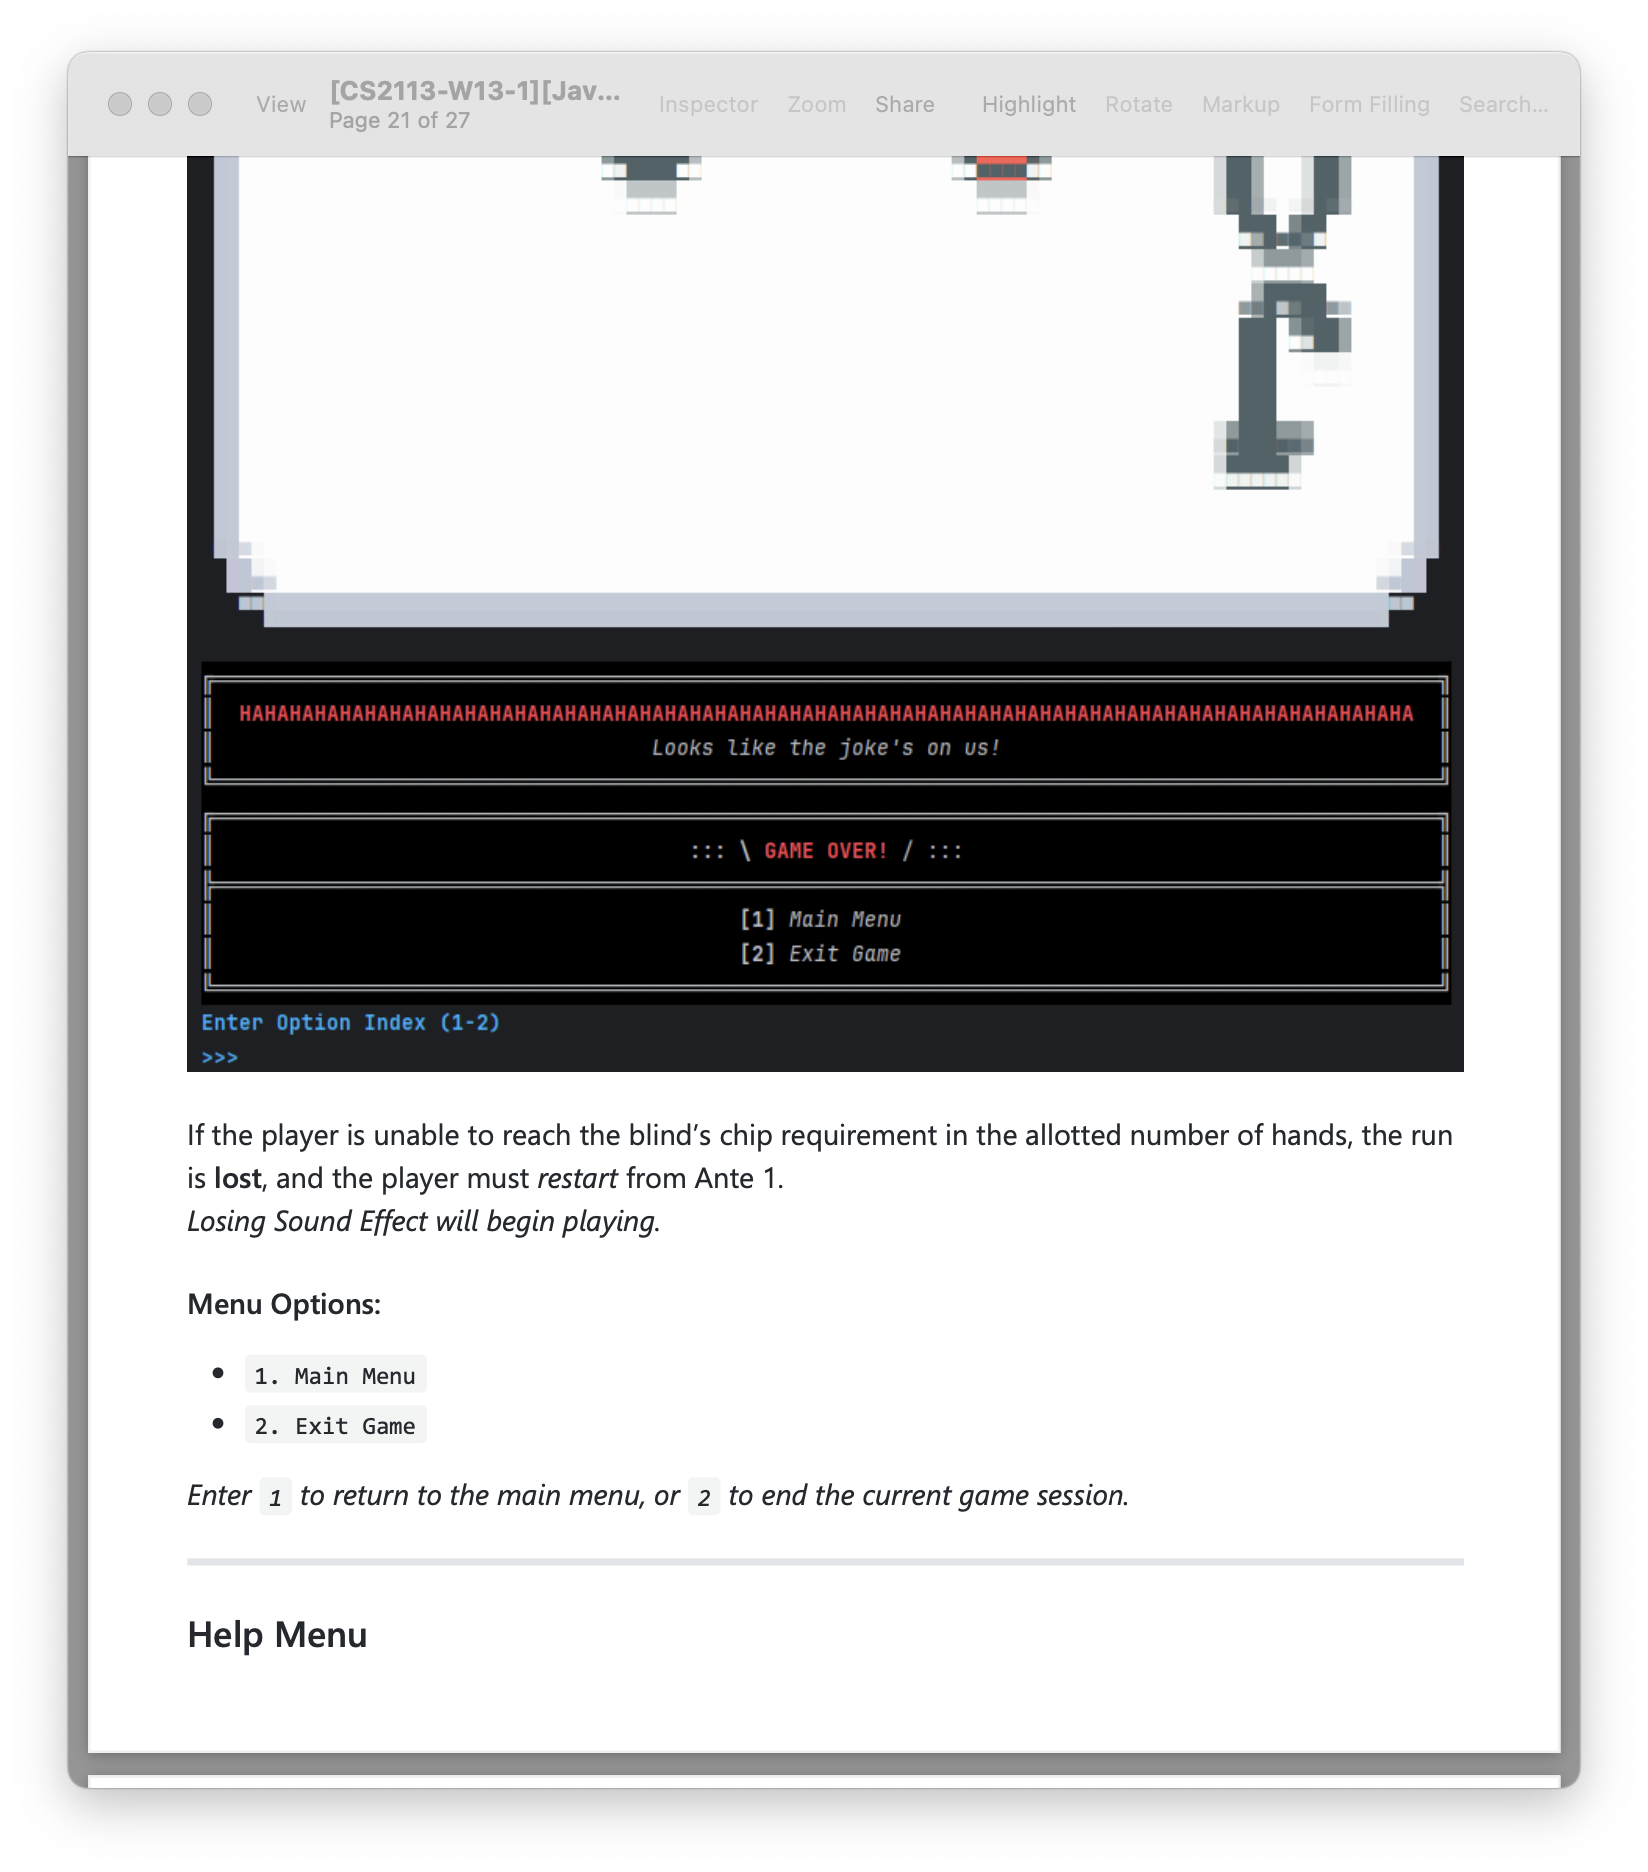 View [CS2113-W13-1][Jav... Inspector Zoom Share Highlight Rotate Markup Form Filling Search...
Page 21 of 27
HAHAHAHAHAHAHAHAHAHAHAHAHAHAHAHAHAHAHAHAHAHAHAHAHAHAHAHAHAHAHAHAHAHAHAHAHAHAHAHAHAHAHAHAHAHA
Looks like the joke's on us!
::: \ GAME OVER! / :::
[1] Main Menu
[2] Exit Game
Enter Option Index (1-2)
>>>
If the player is unable to reach the blind’s chip requirement in the allotted number of hands, the run
is lost, and the player must restart from Ante 1.
Losing Sound Effect will begin playing.
Menu Options:
• 1. Main Menu
• 2. Exit Game
Enter 1 to return to the main menu, or 2 to end the current game session.
Help Menu